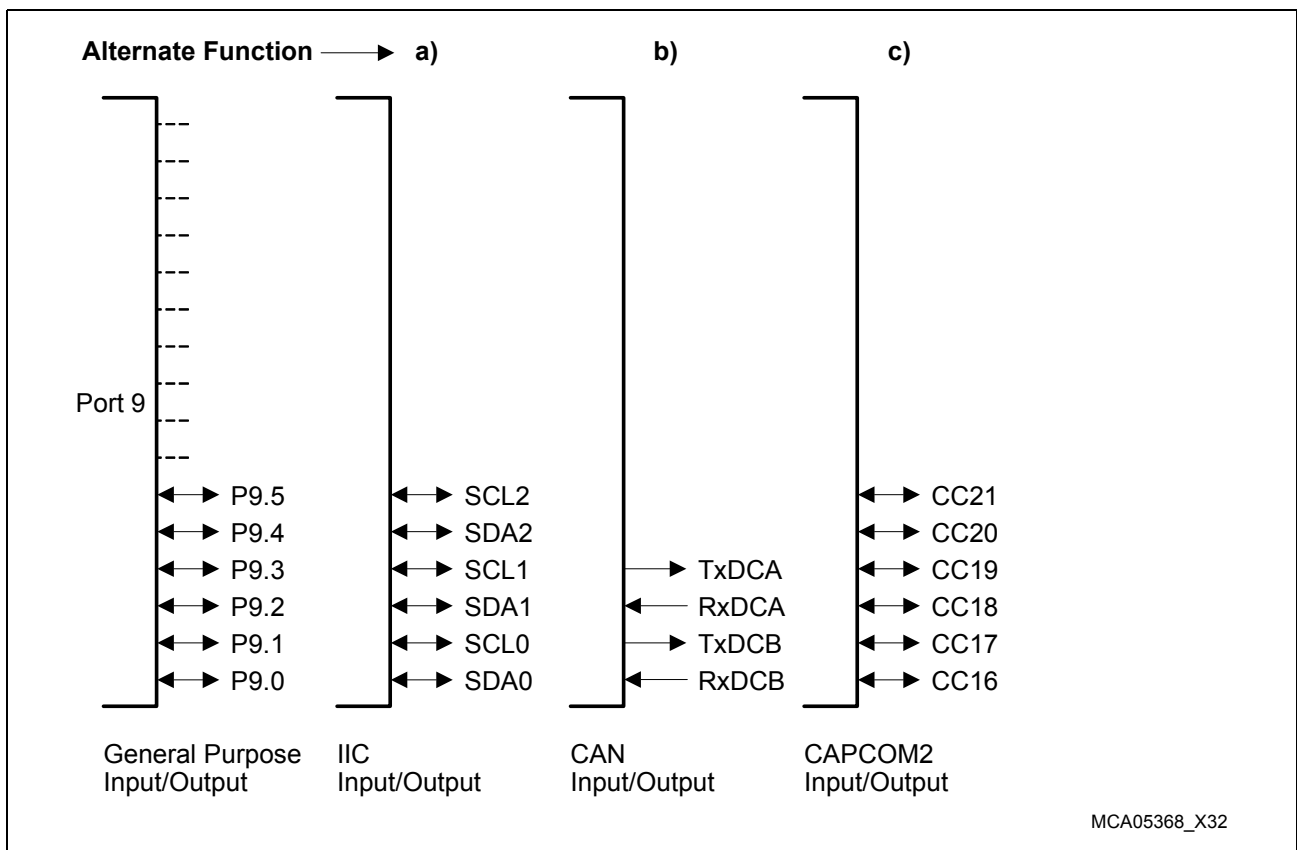 Alternate Function a) b) c)
Port 9
P9.5 SCL2 CC21
P9.4 SDA2 CC20
P9.3 SCL1 TxDCA CC19
P9.2 SDA1 RxDCA CC18
P9.1 SCL0 TxDCB CC17
P9.0 SDA0 RxDCB CC16
General Purpose IIC CAN CAPCOM2
Input/Output Input/Output Input/Output Input/Output
MCA05368_X32